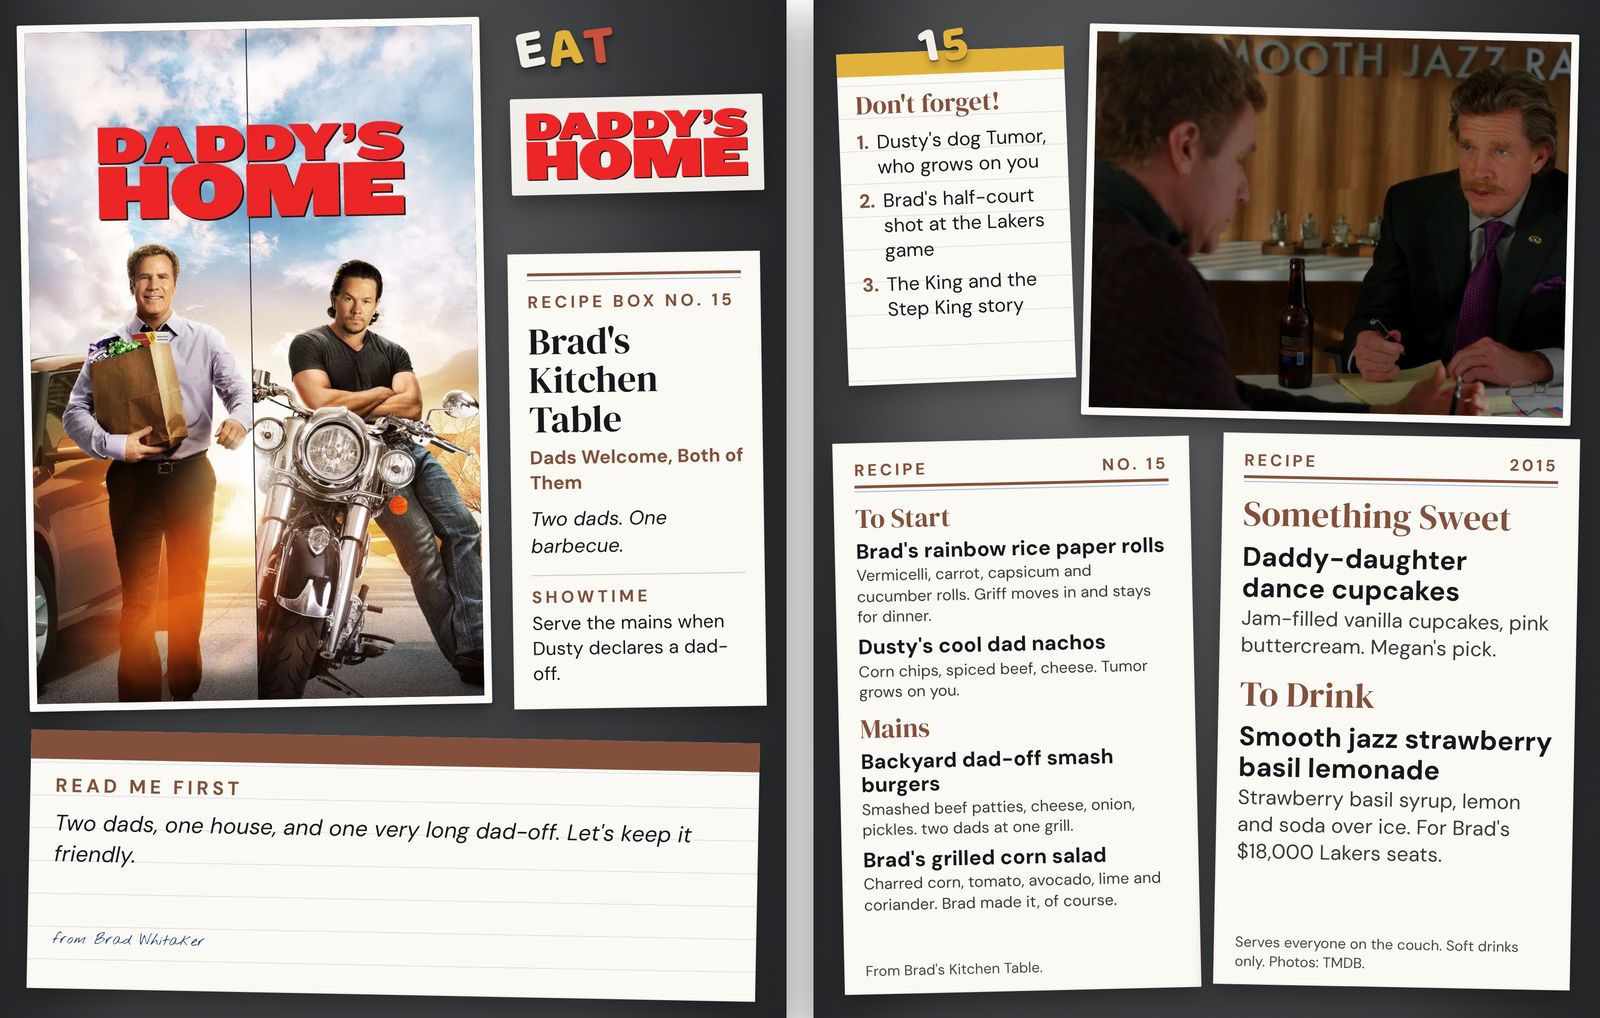 DADDY'S
HOME
EAT
DADDY'S
HOME
RECIPE BOX NO. 15
Brad's
Kitchen
Table
Dads Welcome, Both of
Them
Two dads. One
barbecue.
SHOWTIME
Serve the mains when
Dusty declares a dad-
off.
READ ME FIRST
Two dads, one house, and one very long dad-off. Let's keep it
friendly.
from Brad Whitaker
15
Don't forget!
1. Dusty's dog Tumor,
who grows on you
2. Brad's half-court
shot at the Lakers
game
3. The King and the
Step King story
MOOTH JAZZ RA
RECIPE NO. 15
To Start
Brad's rainbow rice paper rolls
Vermicelli, carrot, capsicum and
cucumber rolls. Griff moves in and stays
for dinner.
Dusty's cool dad nachos
Corn chips, spiced beef, cheese. Tumor
grows on you.
Mains
Backyard dad-off smash
burgers
Smashed beef patties, cheese, onion,
pickles. two dads at one grill.
Brad's grilled corn salad
Charred corn, tomato, avocado, lime and
coriander. Brad made it, of course.
From Brad's Kitchen Table.
RECIPE 2015
Something Sweet
Daddy-daughter
dance cupcakes
Jam-filled vanilla cupcakes, pink
buttercream. Megan's pick.
To Drink
Smooth jazz strawberry
basil lemonade
Strawberry basil syrup, lemon
and soda over ice. For Brad's
$18,000 Lakers seats.
Serves everyone on the couch. Soft drinks
only. Photos: TMDB.